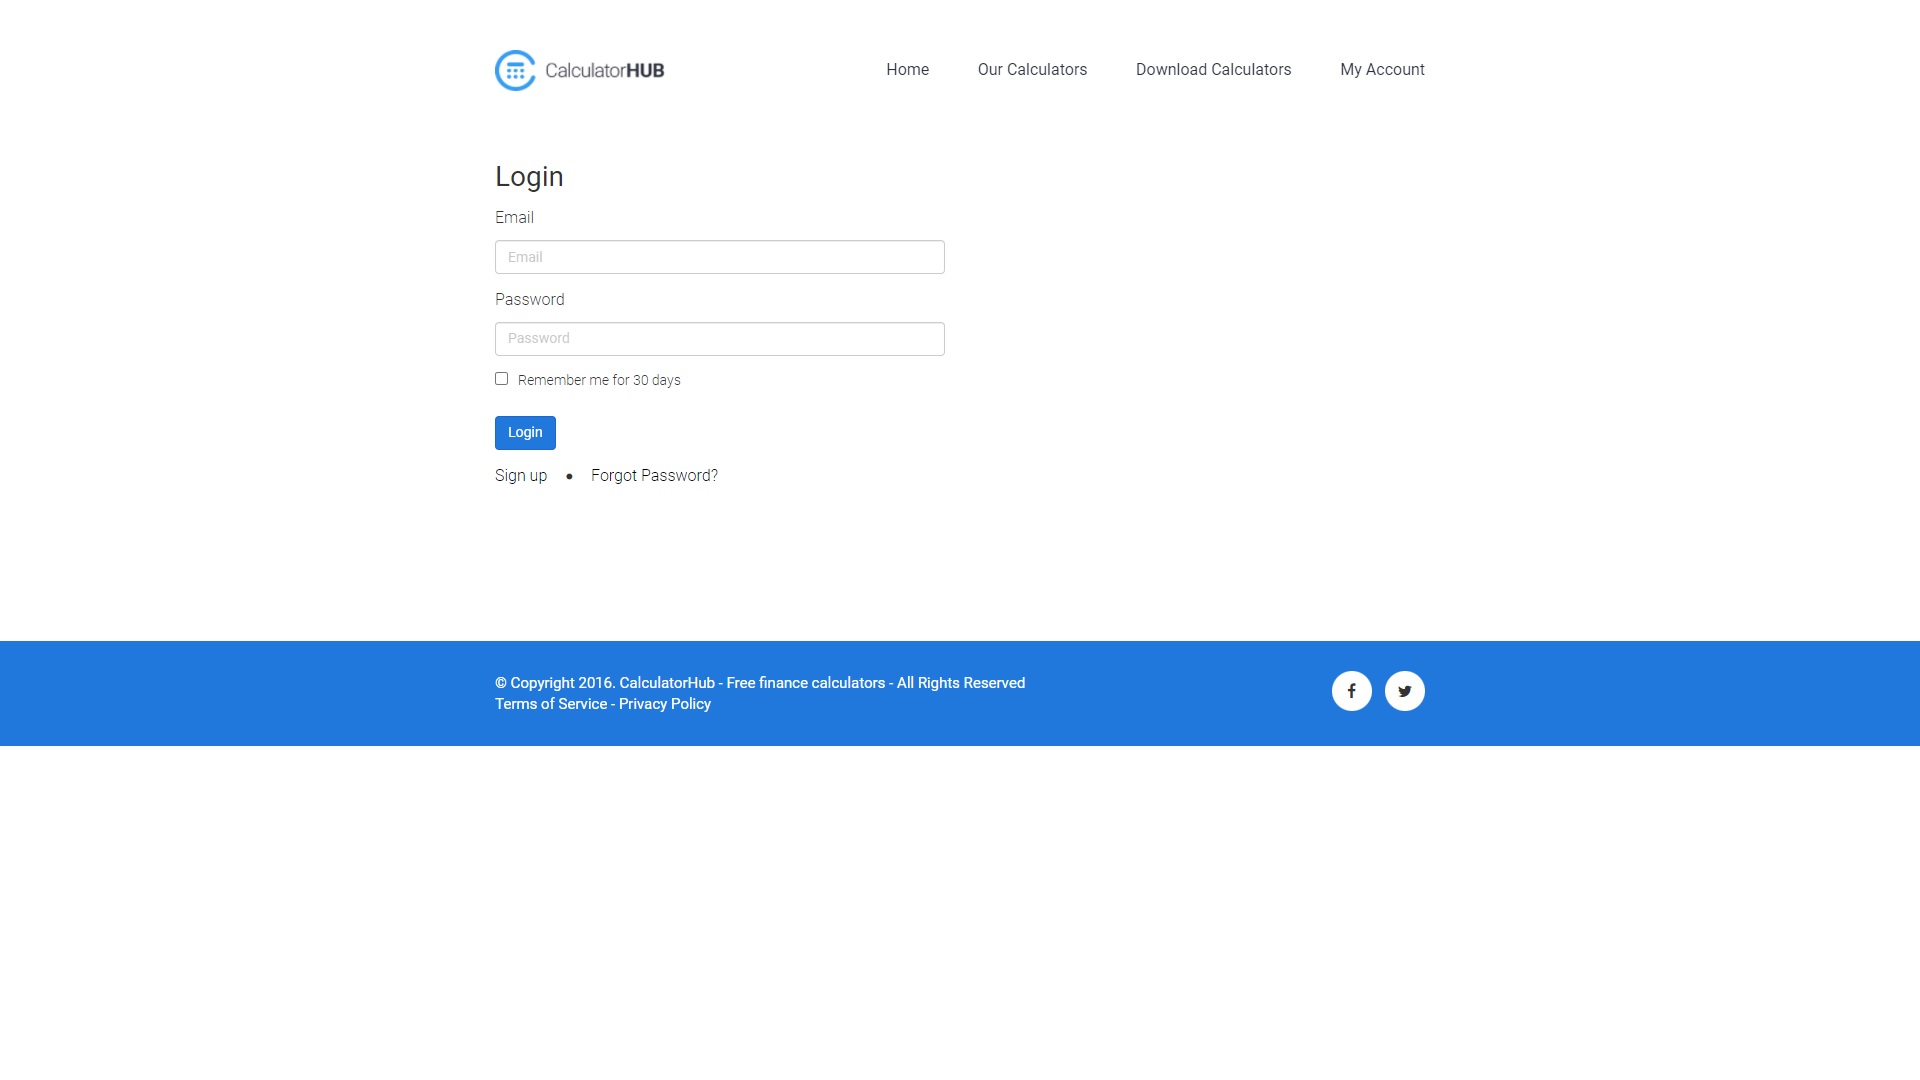 CalculatorHUB
Home Our Calculators Download Calculators My Account
Login
Email
Email
Password
Password
Remember me for 30 days
Login
Sign up • Forgot Password?
© Copyright 2016. CalculatorHub - Free finance calculators - All Rights Reserved
Terms of Service - Privacy Policy